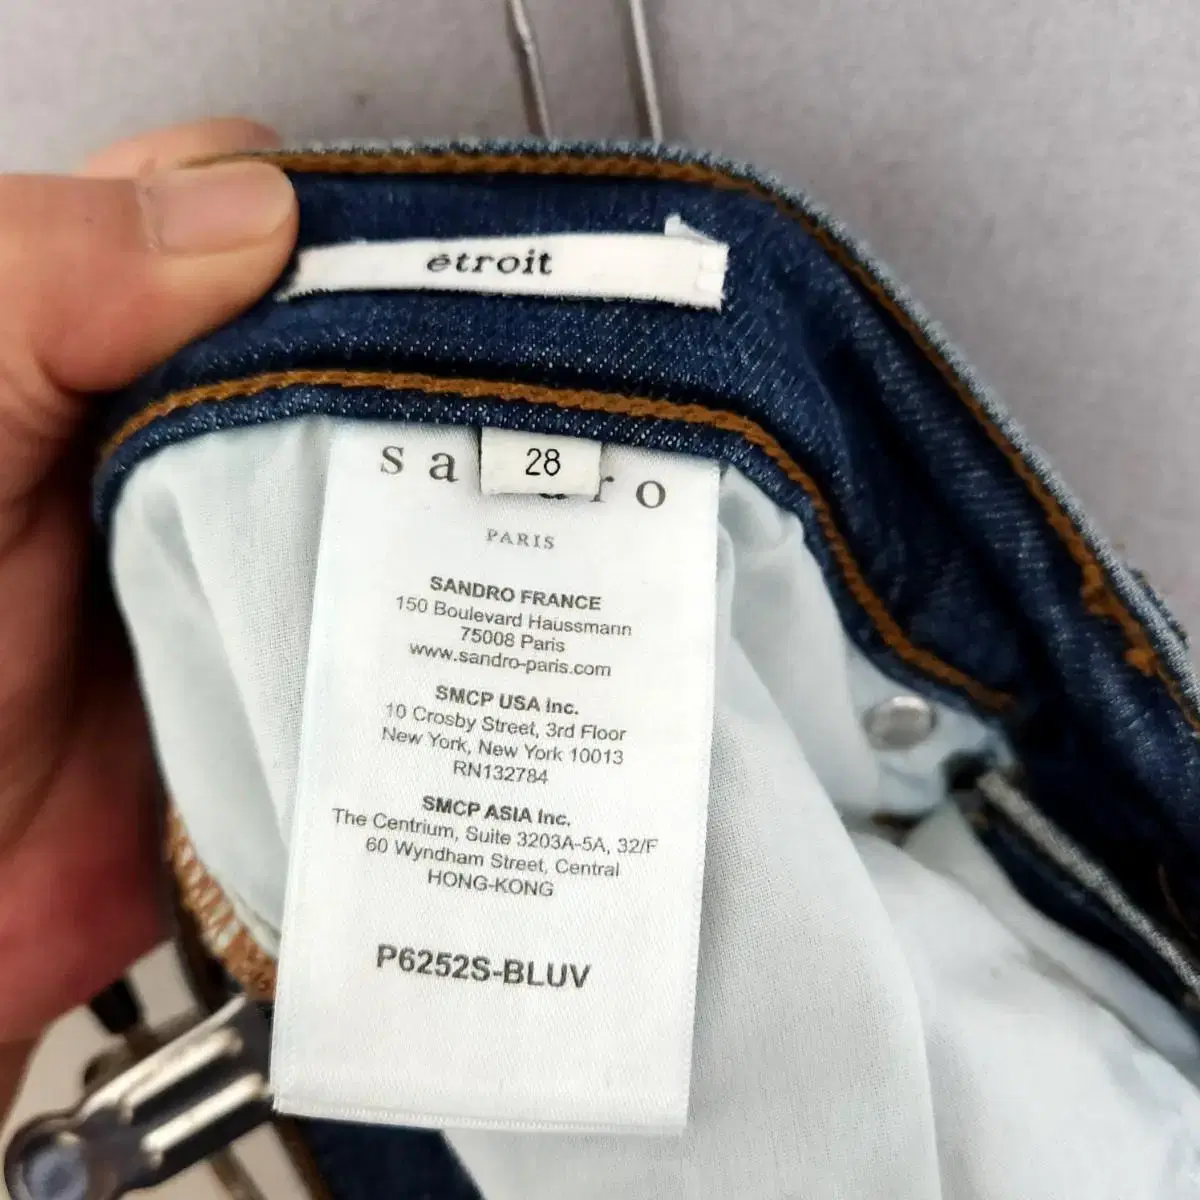 étroit
28
sandro
PARIS
SANDRO FRANCE
150 Boulevard Haussmann
75008 Paris
www.sandro-paris.com
SMCP USA Inc.
10 Crosby Street, 3rd Floor
New York, New York 10013
RN132784
SMCP ASIA Inc.
The Centrium, Suite 3203A-5A, 32/F
60 Wyndham Street, Central
HONG-KONG
P6252S-BLUV